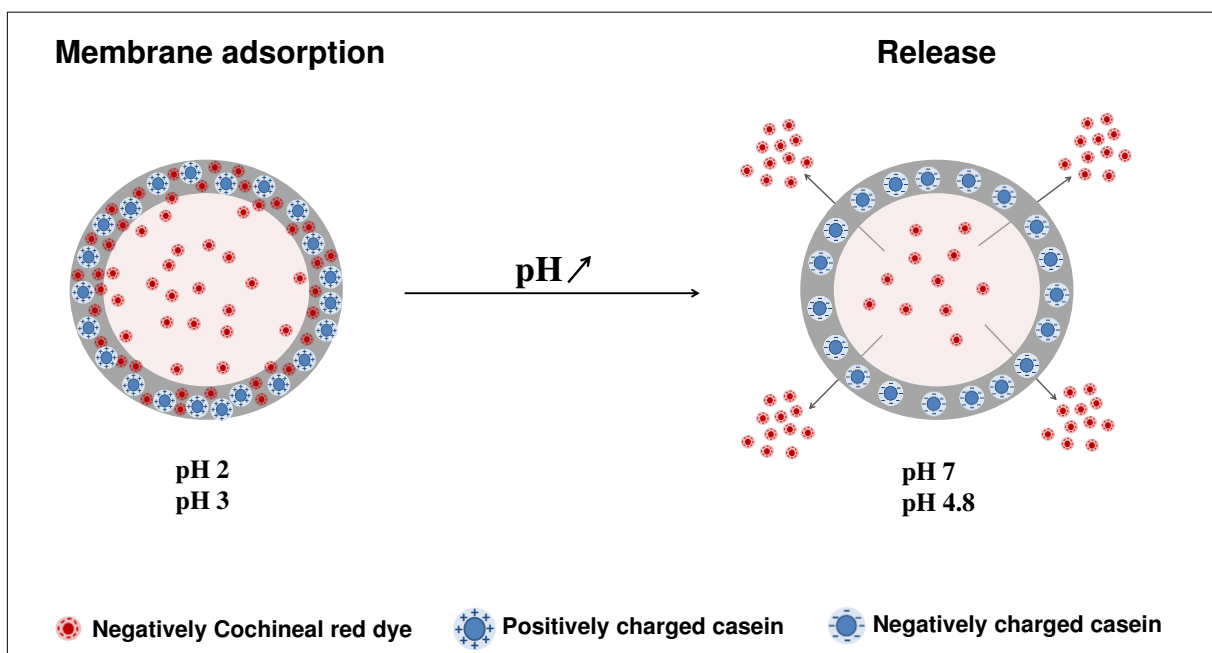 Membrane adsorption
Release
pH ↗
pH 2
pH 3
pH 7
pH 4.8
Negatively Cochineal red dye
Positively charged casein
Negatively charged casein